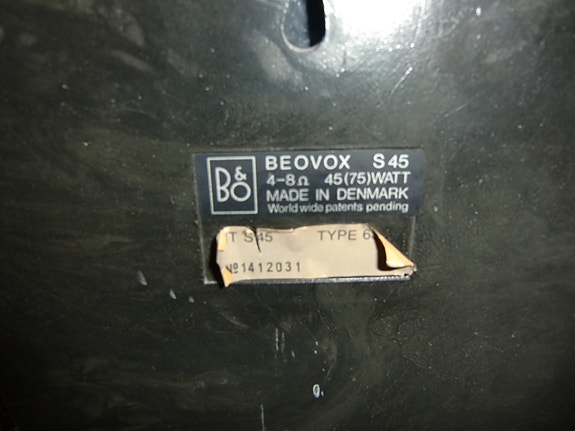 B&O
BEOVOX S45
4-8Ω 45(75)WATT
MADE IN DENMARK
World wide patents pending
S45 TYPE
Nº1412031